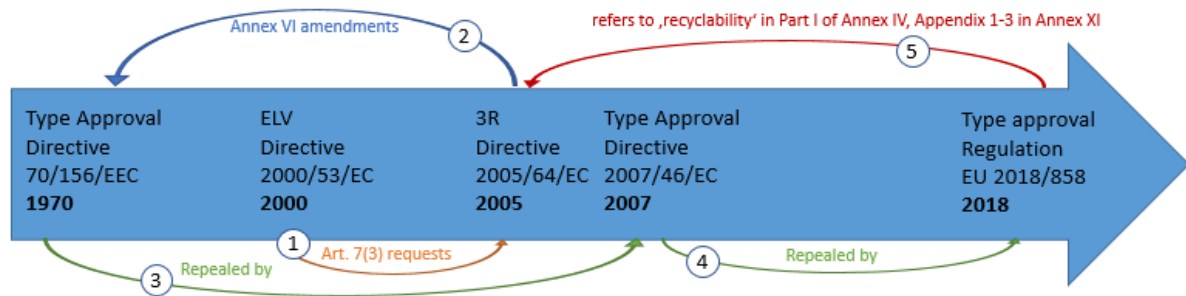 refers to ‚recyclability‘ in Part I of Annex IV, Appendix 1-3 in Annex XI
Annex VI amendments
2
5
Type Approval
Directive
70/156/EEC
1970
ELV
Directive
2000/53/EC
2000
3R
Directive
2005/64/EC
2005
Type Approval
Directive
2007/46/EC
2007
Type approval
Regulation
EU 2018/858
2018
1
Art. 7(3) requests
3
Repealed by
4
Repealed by